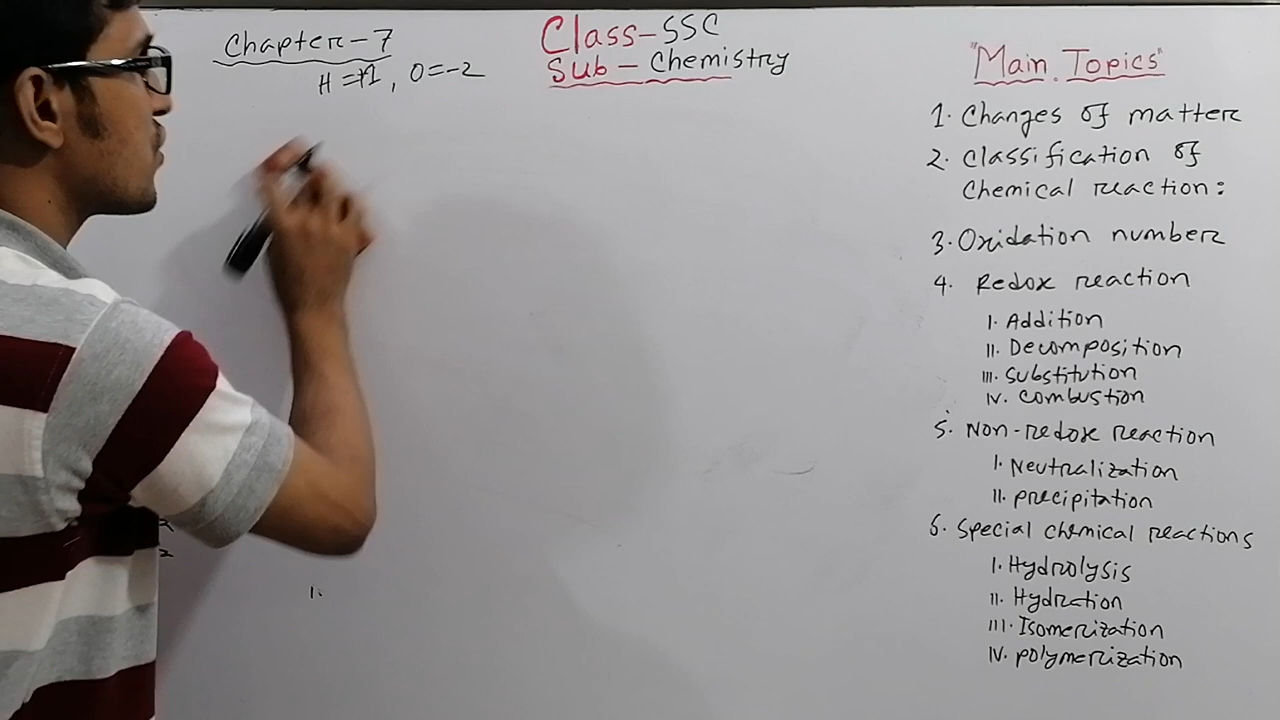 Chapter-7
H = +1, O = -2
Class-SSC
Sub- Chemistry
"Main Topics"
1. Changes of matter
2. Classification of
Chemical reaction:
3. Oxidation number
4. Redox reaction
I. Addition
II. Decomposition
III. Substitution
IV. Combustion
5. Non-redox reaction
I. Neutralization
II. precipitation
6. Special chemical reactions
I. Hydrolysis
II. Hydration
III. Isomerization
IV. polymerization
1.